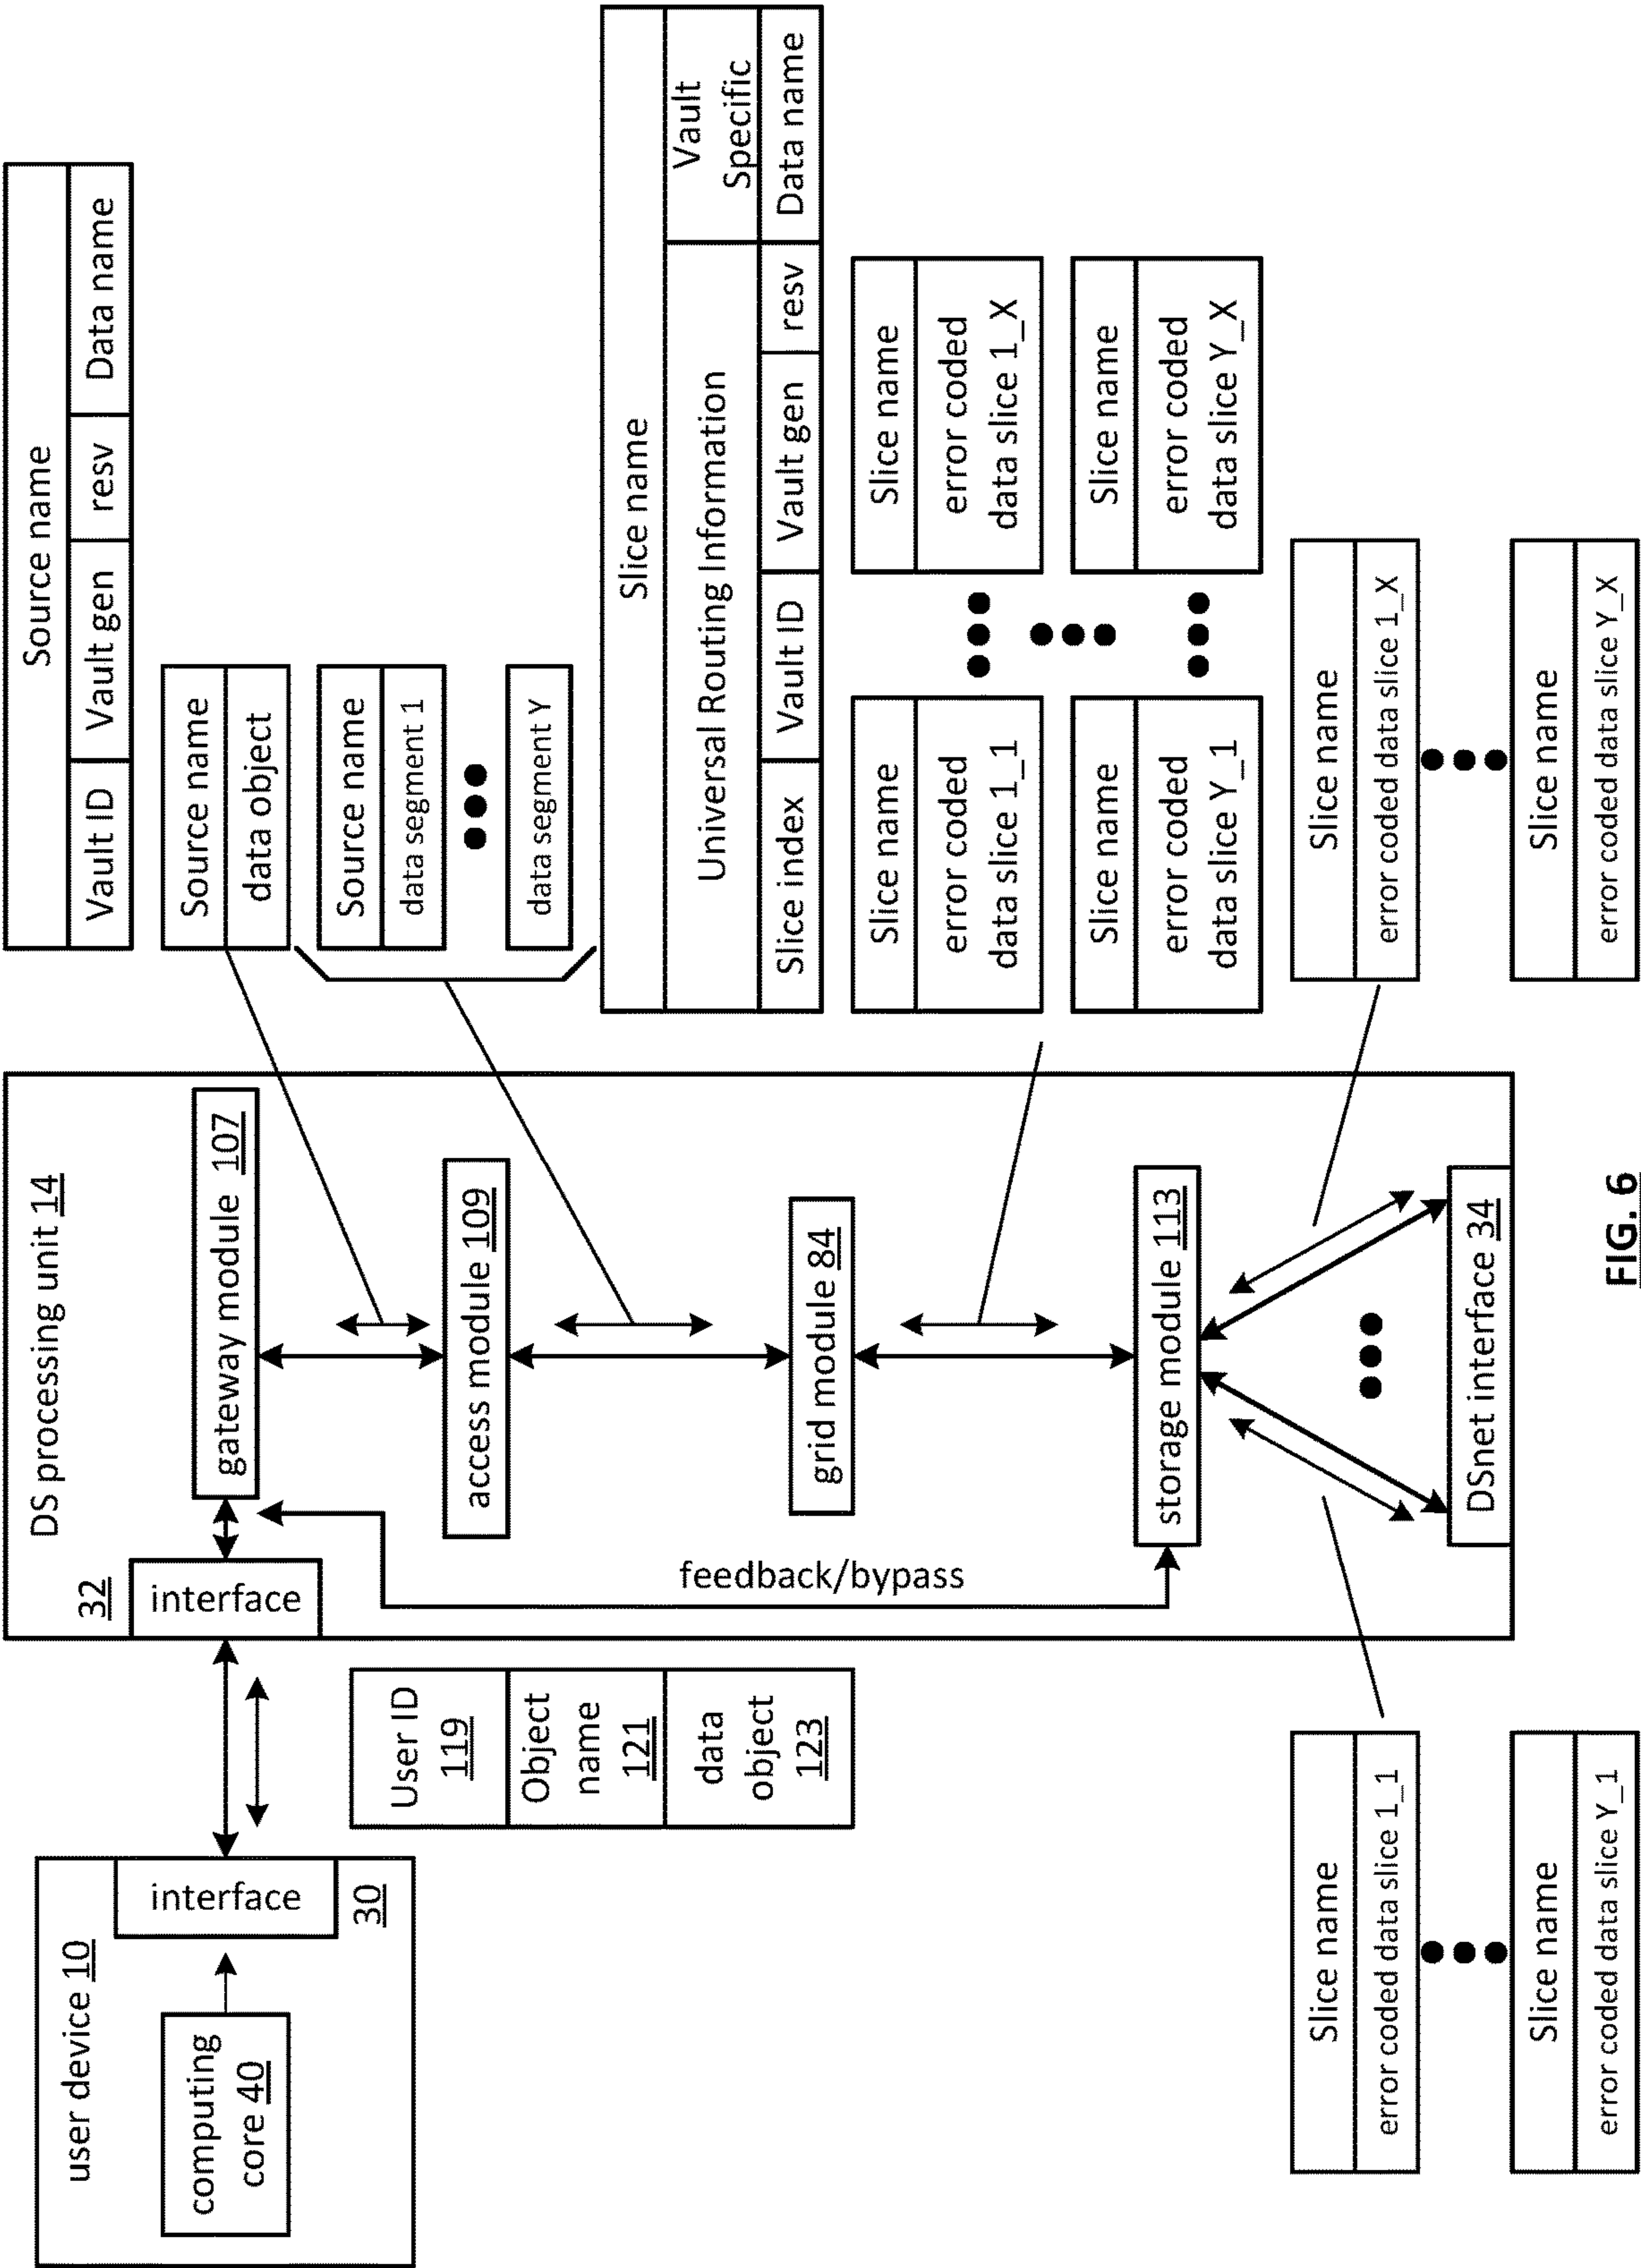 user device 10
computing
core 40
interface
30
User ID
119
Object
name
121
data
object
123
DS processing unit 14
32
interface
gateway module 107
access module 109
grid module 84
storage module 113
DSnet interface 34
feedback/bypass
Source name
Vault ID Vault gen resv Data name
Source name
data object
Source name
data segment 1
data segment Y
Slice name
Universal Routing Information
Vault
Specific
Slice index Vault ID Vault gen resv Data name
Slice name
error coded
data slice 1_1
Slice name
error coded
data slice 1_X
Slice name
error coded
data slice Y_1
Slice name
error coded
data slice Y_X
Slice name
error coded data slice 1_1
Slice name
error coded data slice Y_1
Slice name
error coded data slice 1_X
Slice name
error coded data slice Y_X
FIG. 6